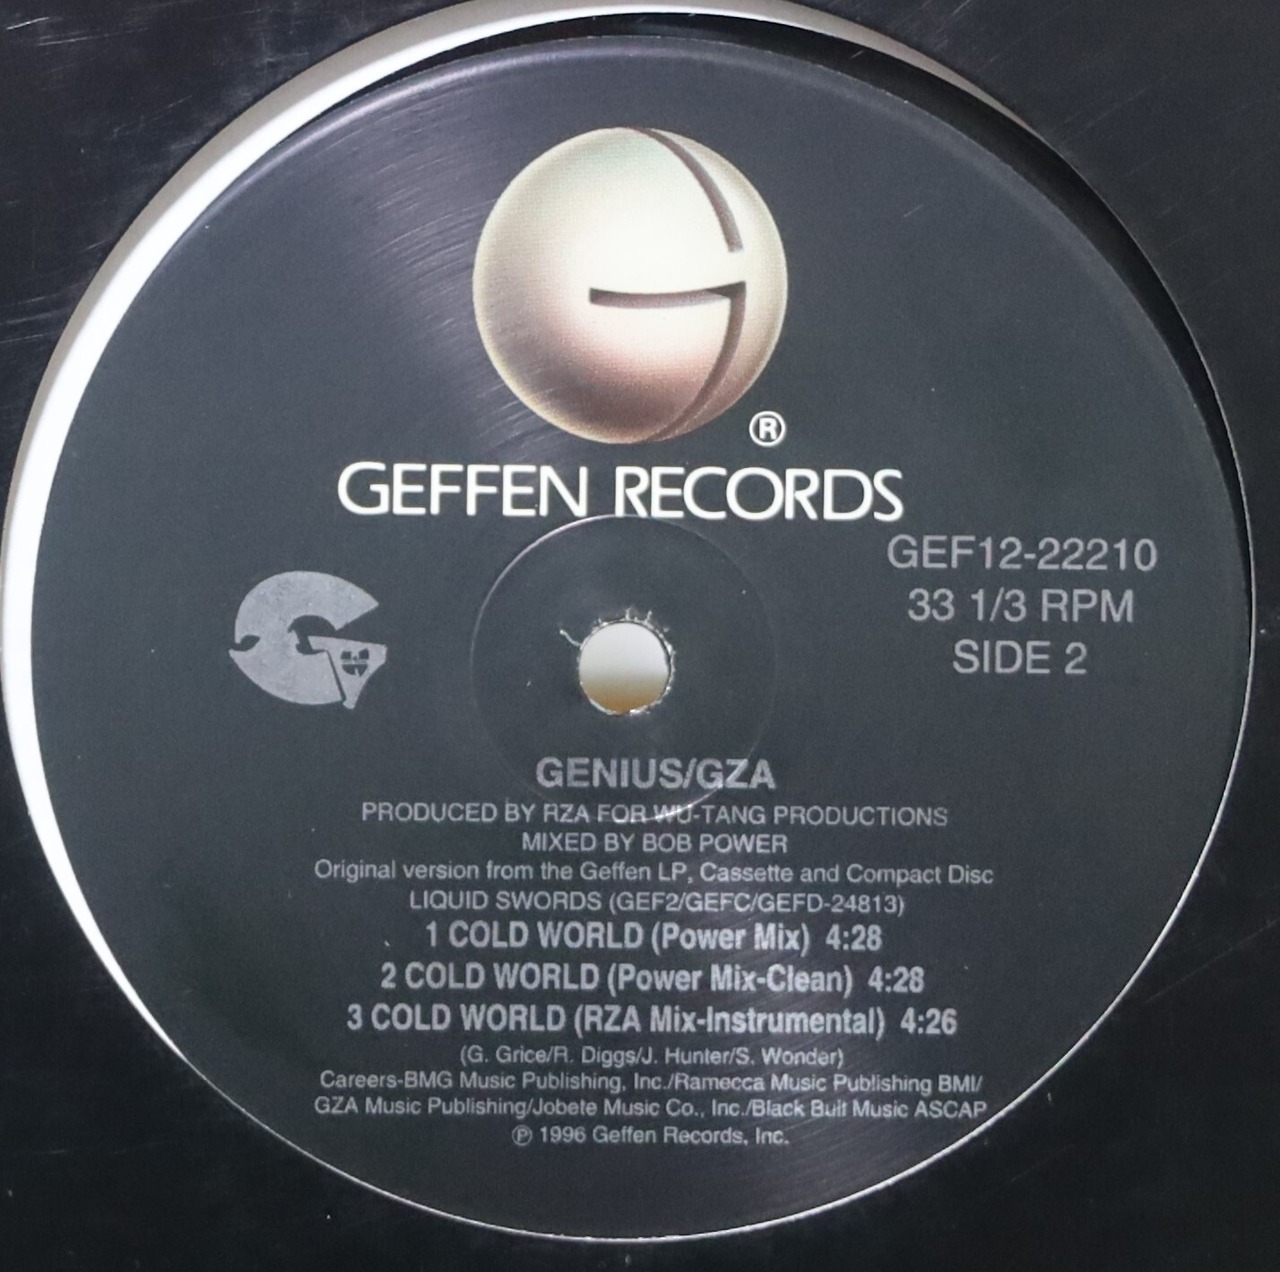 ®
GEFFEN RECORDS
GEF12-22210
33 1/3 RPM
SIDE 2
GENIUS/GZA
PRODUCED BY RZA FOR WU-TANG PRODUCTIONS
MIXED BY BOB POWER
Original version from the Geffen LP, Cassette and Compact Disc
LIQUID SWORDS (GEF2/GEFC/GEFD-24813)
1 COLD WORLD (Power Mix) 4:28
2 COLD WORLD (Power Mix-Clean) 4:28
3 COLD WORLD (RZA Mix-Instrumental) 4:26
(G. Grice/R. Diggs/J. Hunter/S. Wonder)
Careers-BMG Music Publishing, Inc./Ramecca Music Publishing BMI/
GZA Music Publishing/Jobete Music Co., Inc./Black Bull Music ASCAP
℗ 1996 Geffen Records, Inc.